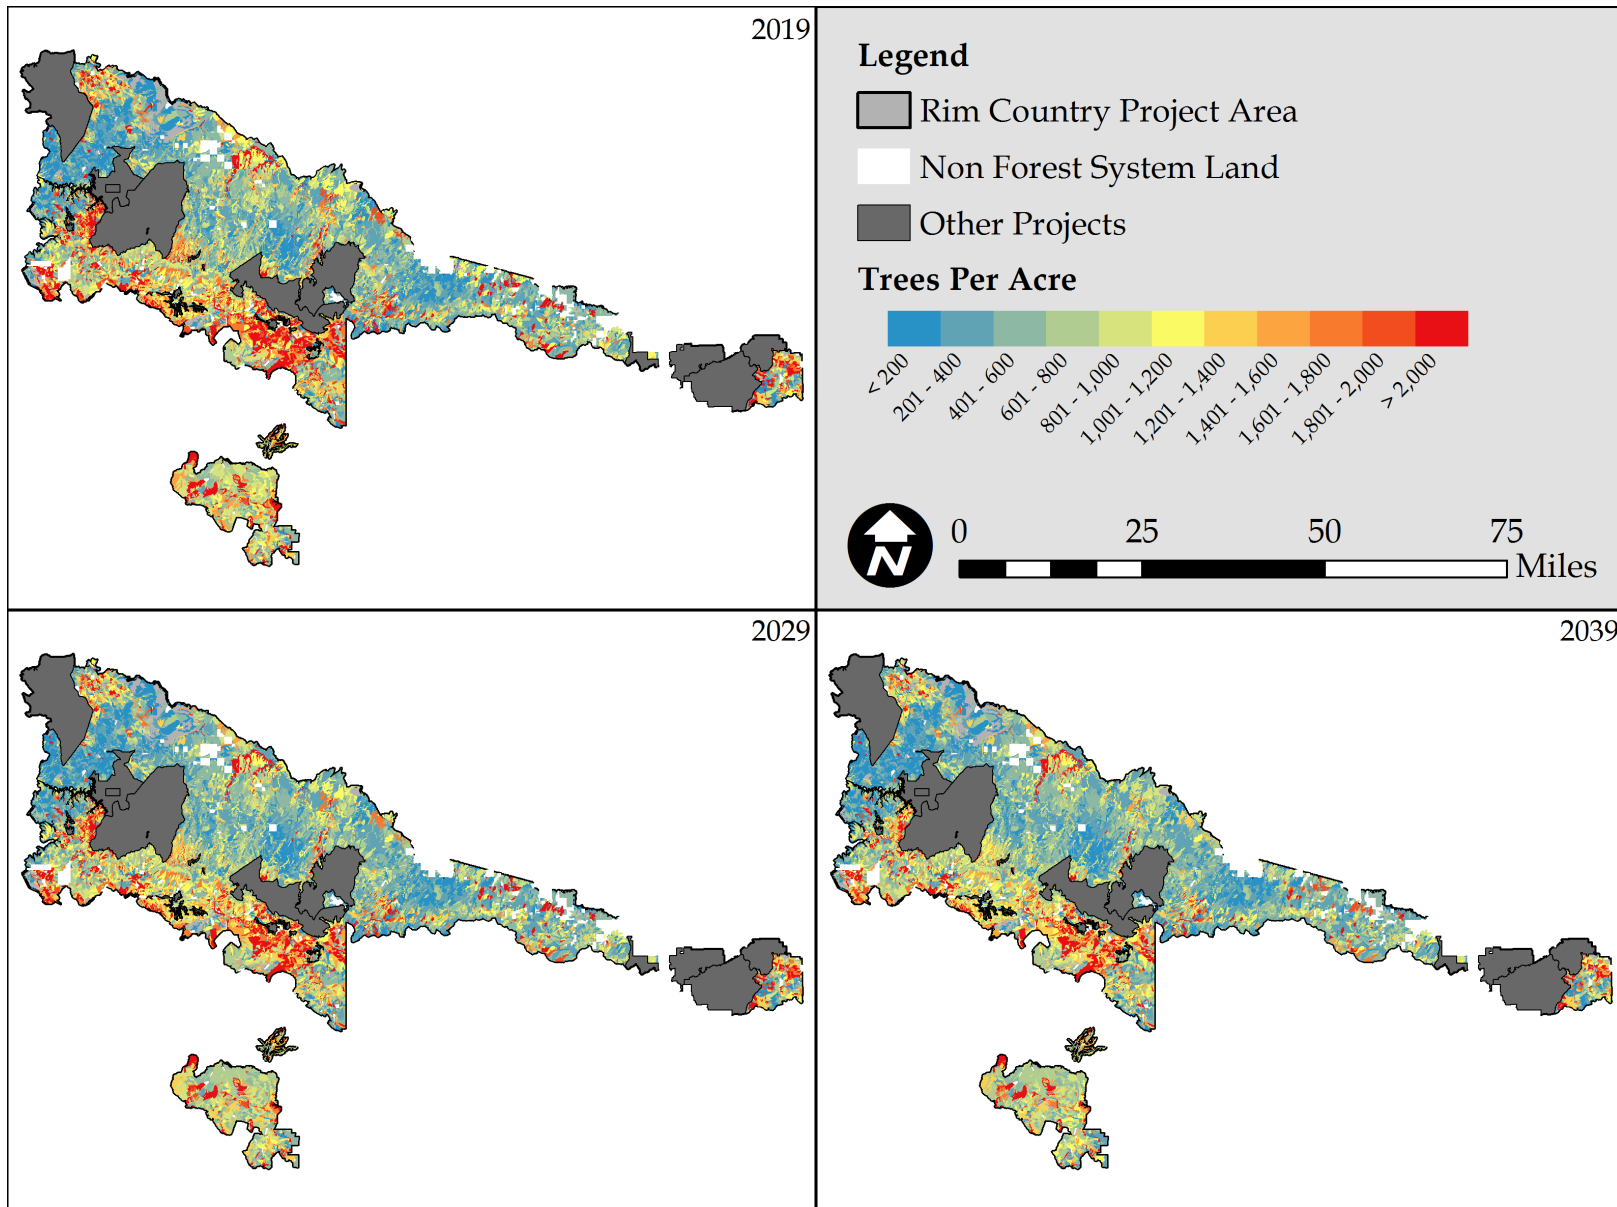 2019
Legend
Rim Country Project Area
Non Forest System Land
Other Projects
Trees Per Acre
< 200
201 - 400
401 - 600
601 - 800
801 - 1,000
1,001 - 1,200
1,201 - 1,400
1,401 - 1,600
1,601 - 1,800
1,801 - 2,000
> 2,000
N
0 25 50 75
Miles
2029
2039